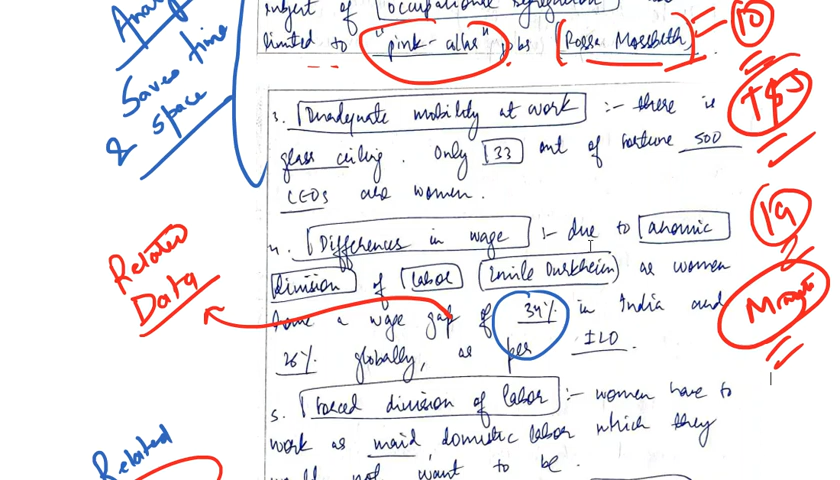 subject of occupational segregation
limited to "pink-collar" jobs (Rossa Mossbeth)
10
T&S
Saves time
& space
3. Inadequate mobility at work :- there is
glass ceiling. Only 33 out of fortune 500
CEOs are women.
4. Differences in wage :- due to anomic
division of labor (Emile Durkheim) as women
have a wage gap of 34% in India and
26% globally, as per ILO.
19
Related
Data
5. Forced division of labor :- women have to
work as maid, domestic labor which they
would not want to be.
Related